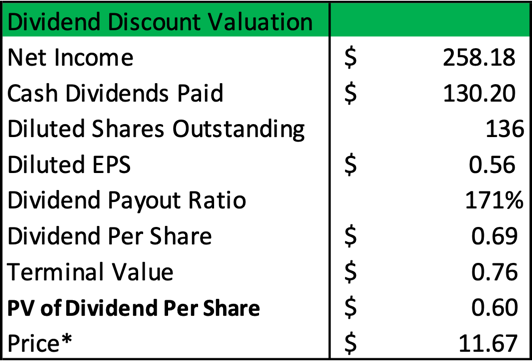 Dividend Discount Valuation
Net Income $ 258.18
Cash Dividends Paid $ 130.20
Diluted Shares Outstanding 136
Diluted EPS $ 0.56
Dividend Payout Ratio 171%
Dividend Per Share $ 0.69
Terminal Value $ 0.76
PV of Dividend Per Share $ 0.60
Price* $ 11.67